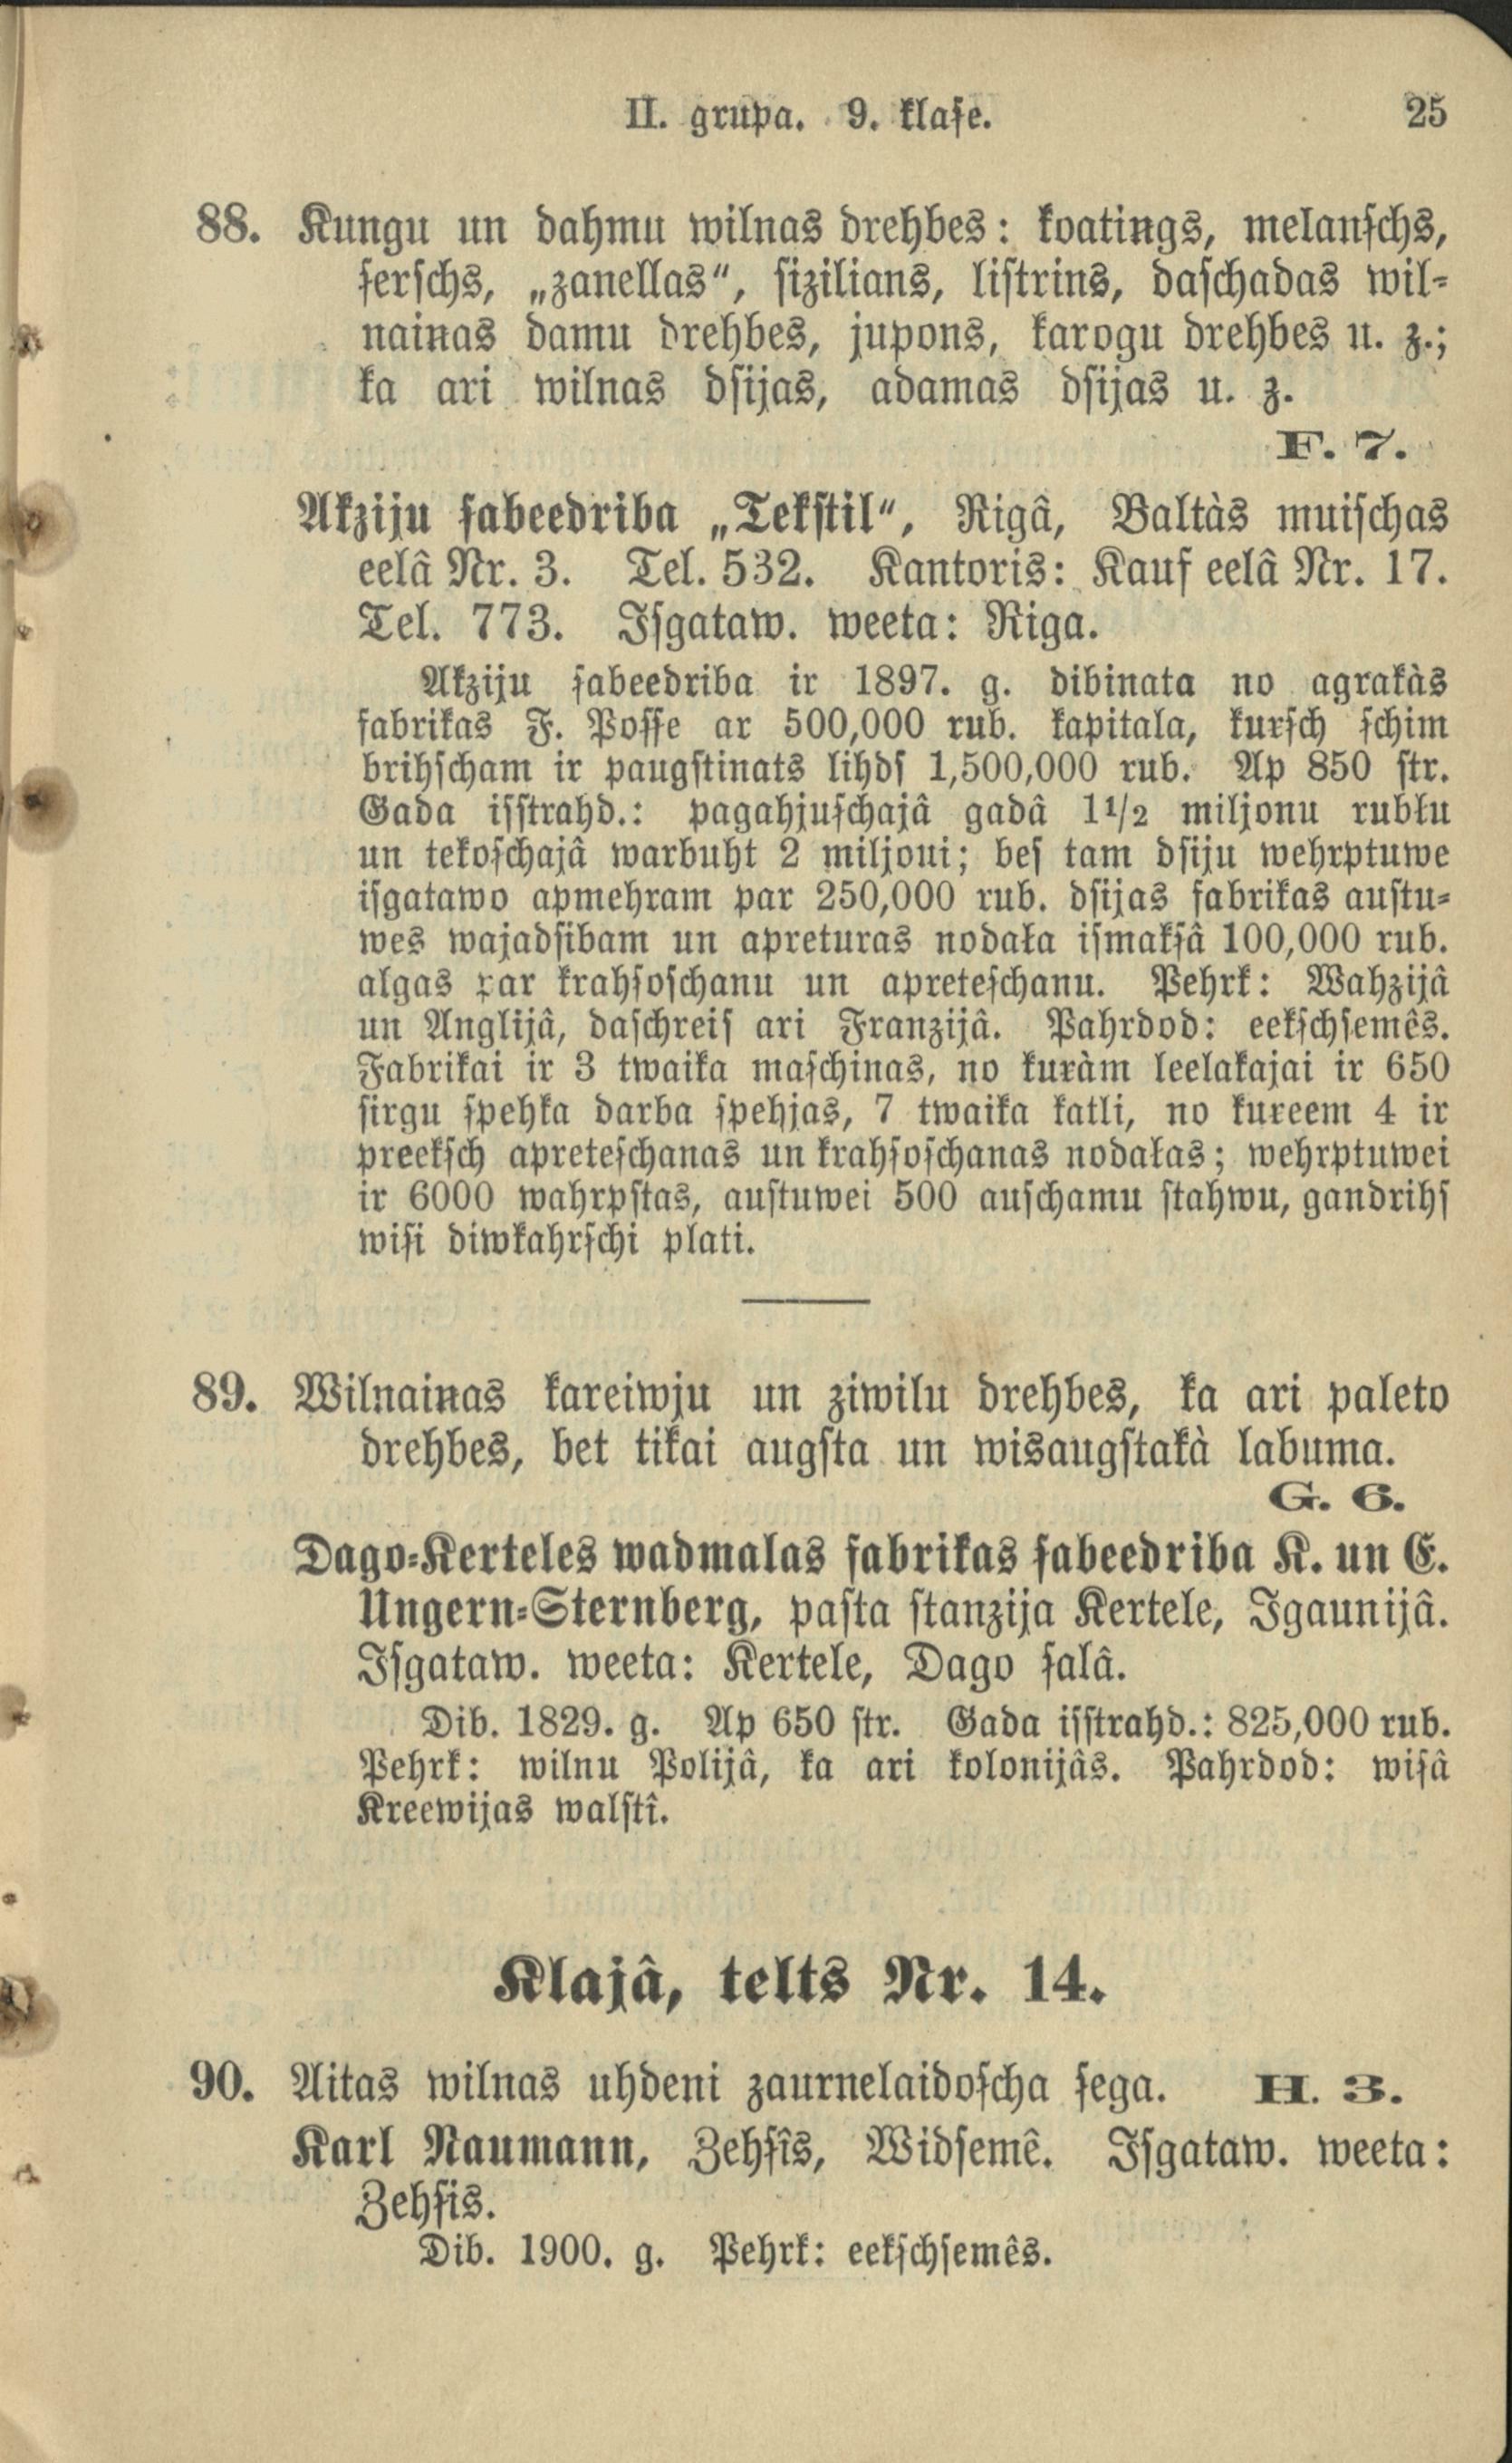 II. grupa. 9. klaſe.
25
88. Kungu un dahmu wilnas drehbes: koatings, melanſchs,
ſerſchs, „zanellas“, ſizilians, liſtrins, daſchadas wil-
nainas damu drehbes, jupons, karogu drehbes u. z.;
ka ari wilnas dſijas, adamas dſijas u. z.
F. 7.
Akziju ſabeedriba „Tekſtil“, Rigâ, Baltàs muiſchas
eelâ Nr. 3. Tel. 532. Kantoris: Kauf eelâ Nr. 17.
Tel. 773. Iſgataw. weeta: Riga.
Akziju ſabeedriba ir 1897. g. dibinata no agrakàs
fabrikas F. Poſſe ar 500,000 rub. kapitala, kurſch ſchim
brihſcham ir paugſtinats lihdſ 1,500,000 rub. Ap 850 ſtr.
Gada iſſtrahd.: pagahjuſchajâ gadâ 1½ miljonu rubłu
un tekoſchajâ warbuht 2 miljoni; beſ tam dſiju wehrptuwe
iſgatawo apmehram par 250,000 rub. dſijas fabrikas auſtu-
wes wajadſibam un apreturas nodała iſmakſâ 100,000 rub.
algas par krahſoſchanu un apreteſchanu. Pehrk: Wahzijâ
un Anglijâ, daſchreiſ ari Franzijâ. Pahrdod: eekſchſemês.
Fabrikai ir 3 twaika maſchinas, no kuꞧàm leelakajai ir 650
ſirgu ſpehka darba ſpehjas, 7 twaika katli, no kuꞧeem 4 ir
preekſch apreteſchanas un krahſoſchanas nodałas; wehrptuwei
ir 6000 wahrpſtas, auſtuwei 500 auſchamu ſtahwu, gandrihſ
wiſi diwkahrſchi plati.
89. Wilnainas kareiwju un ziwilu drehbes, ka ari paleto
drehbes, bet tikai augſta un wisaugſtakà labuma.
G. 6.
Dago-Kerteles wadmalas fabrikas ſabeedriba K. un E.
Ungern-Sternberg, paſta ſtanzija Kertele, Igaunijâ.
Iſgataw. weeta: Kertele, Dago ſalâ.
Dib. 1829. g. Ap 650 ſtr. Gada iſſtrahd.: 825,000 rub.
Pehrk: wilnu Polijâ, ka ari kolonijâs. Pahrdod: wiſâ
Kreewijas walſtî.
Klajâ, telts Nr. 14.
90. Aitas wilnas uhdeni zaurnelaidoſcha ſega. H. 3.
Karl Naumann, Zehſîs, Widſemê. Iſgataw. weeta:
Zehſis.
Dib. 1900. g. Pehrk: eekſchſemês.